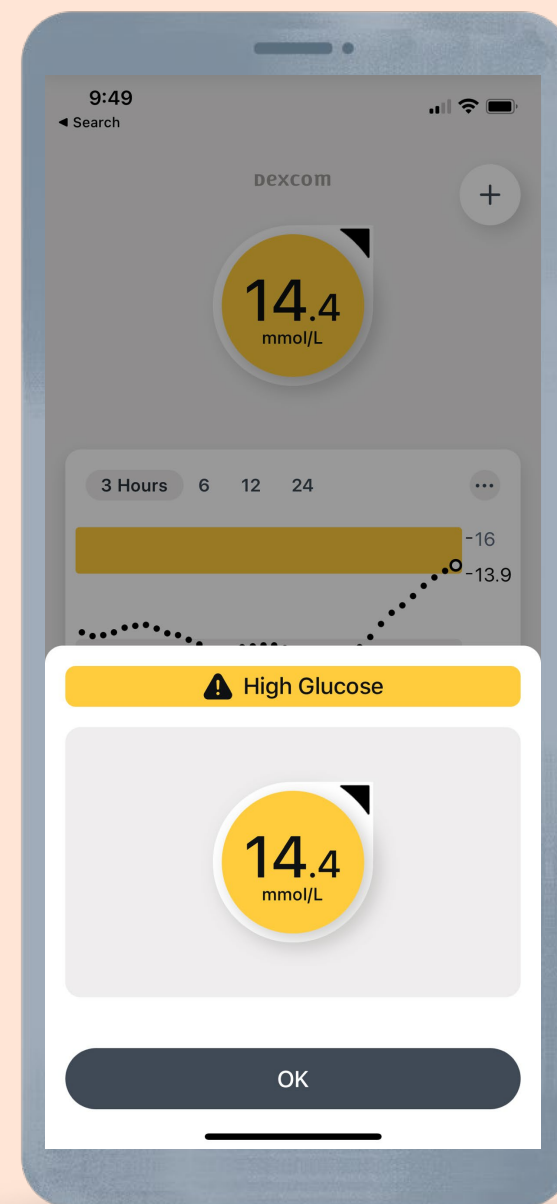 9:49
◀ Search
Dexcom
+
14.4
mmol/L
3 Hours 6 12 24 ...
-16
-13.9
High Glucose
14.4
mmol/L
OK